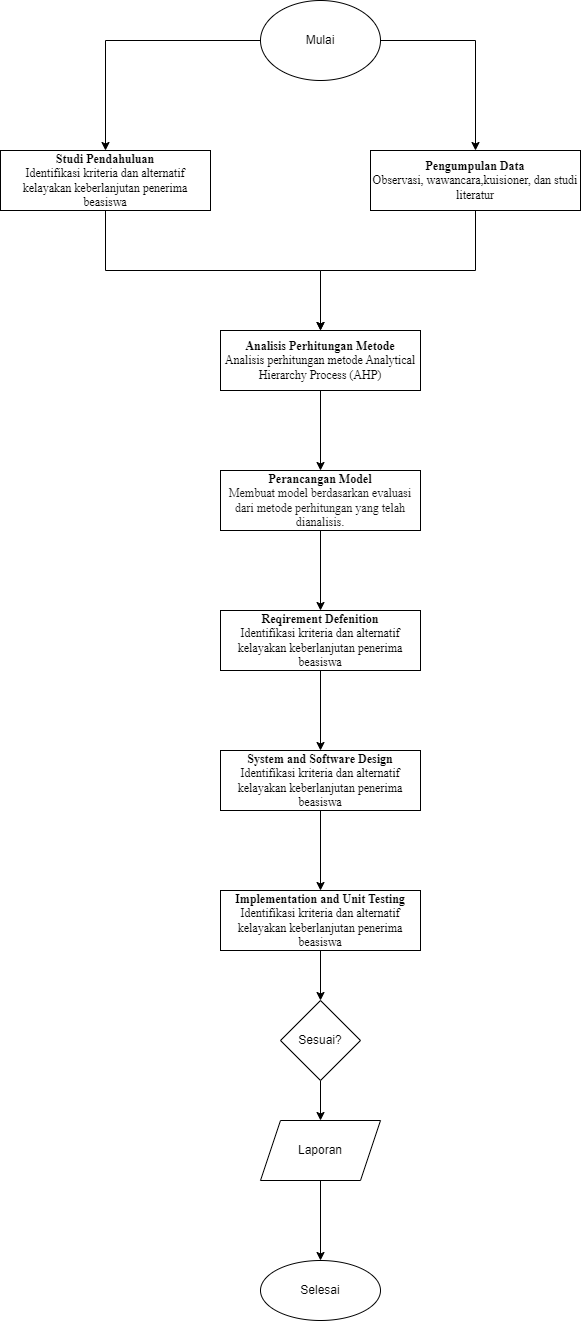 Mulai
Studi Pendahuluan
Identifikasi kriteria dan alternatif
kelayakan keberlanjutan penerima
beasiswa
Pengumpulan Data
Observasi, wawancara,kuisioner, dan studi
literatur
Analisis Perhitungan Metode
Analisis perhitungan metode Analytical
Hierarchy Process (AHP)
Perancangan Model
Membuat model berdasarkan evaluasi
dari metode perhitungan yang telah
dianalisis.
Reqirement Defenition
Identifikasi kriteria dan alternatif
kelayakan keberlanjutan penerima
beasiswa
System and Software Design
Identifikasi kriteria dan alternatif
kelayakan keberlanjutan penerima
beasiswa
Implementation and Unit Testing
Identifikasi kriteria dan alternatif
kelayakan keberlanjutan penerima
beasiswa
Sesuai?
Laporan
Selesai